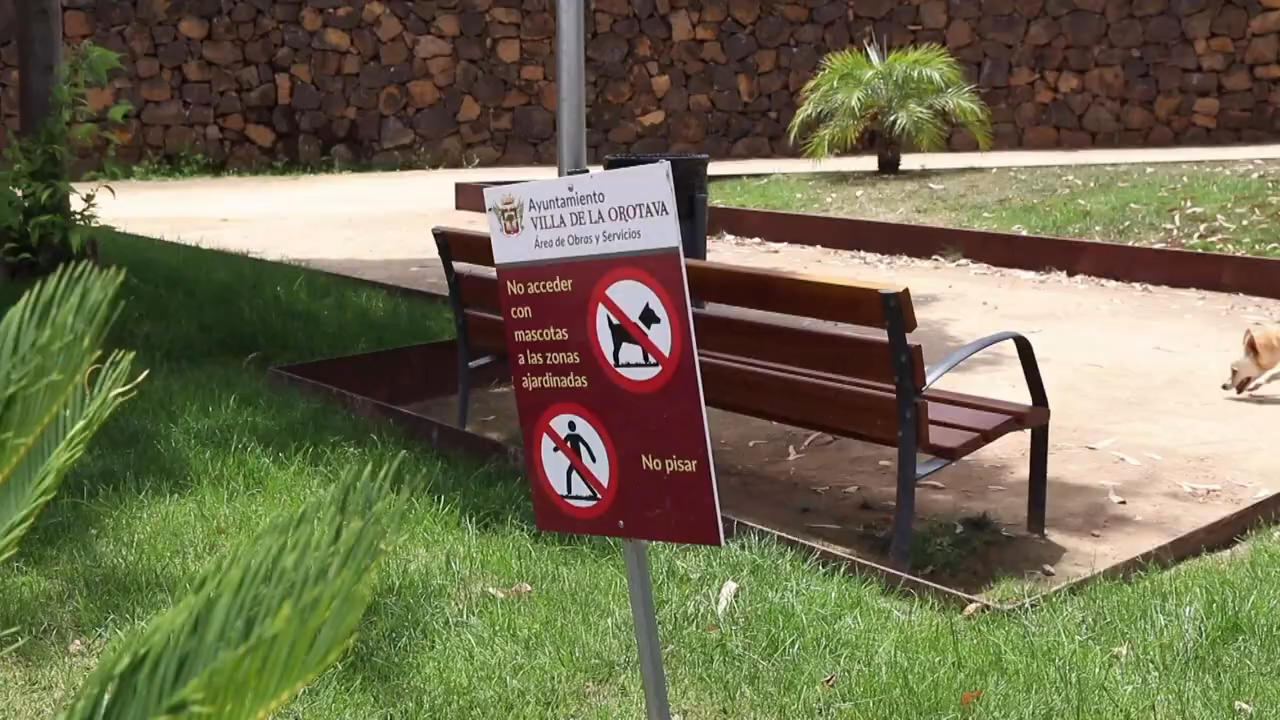 Ayuntamiento
VILLA DE LA OROTAVA
Área de Obras y Servicios
No acceder
con
mascotas
a las zonas
ajardinadas
No pisar